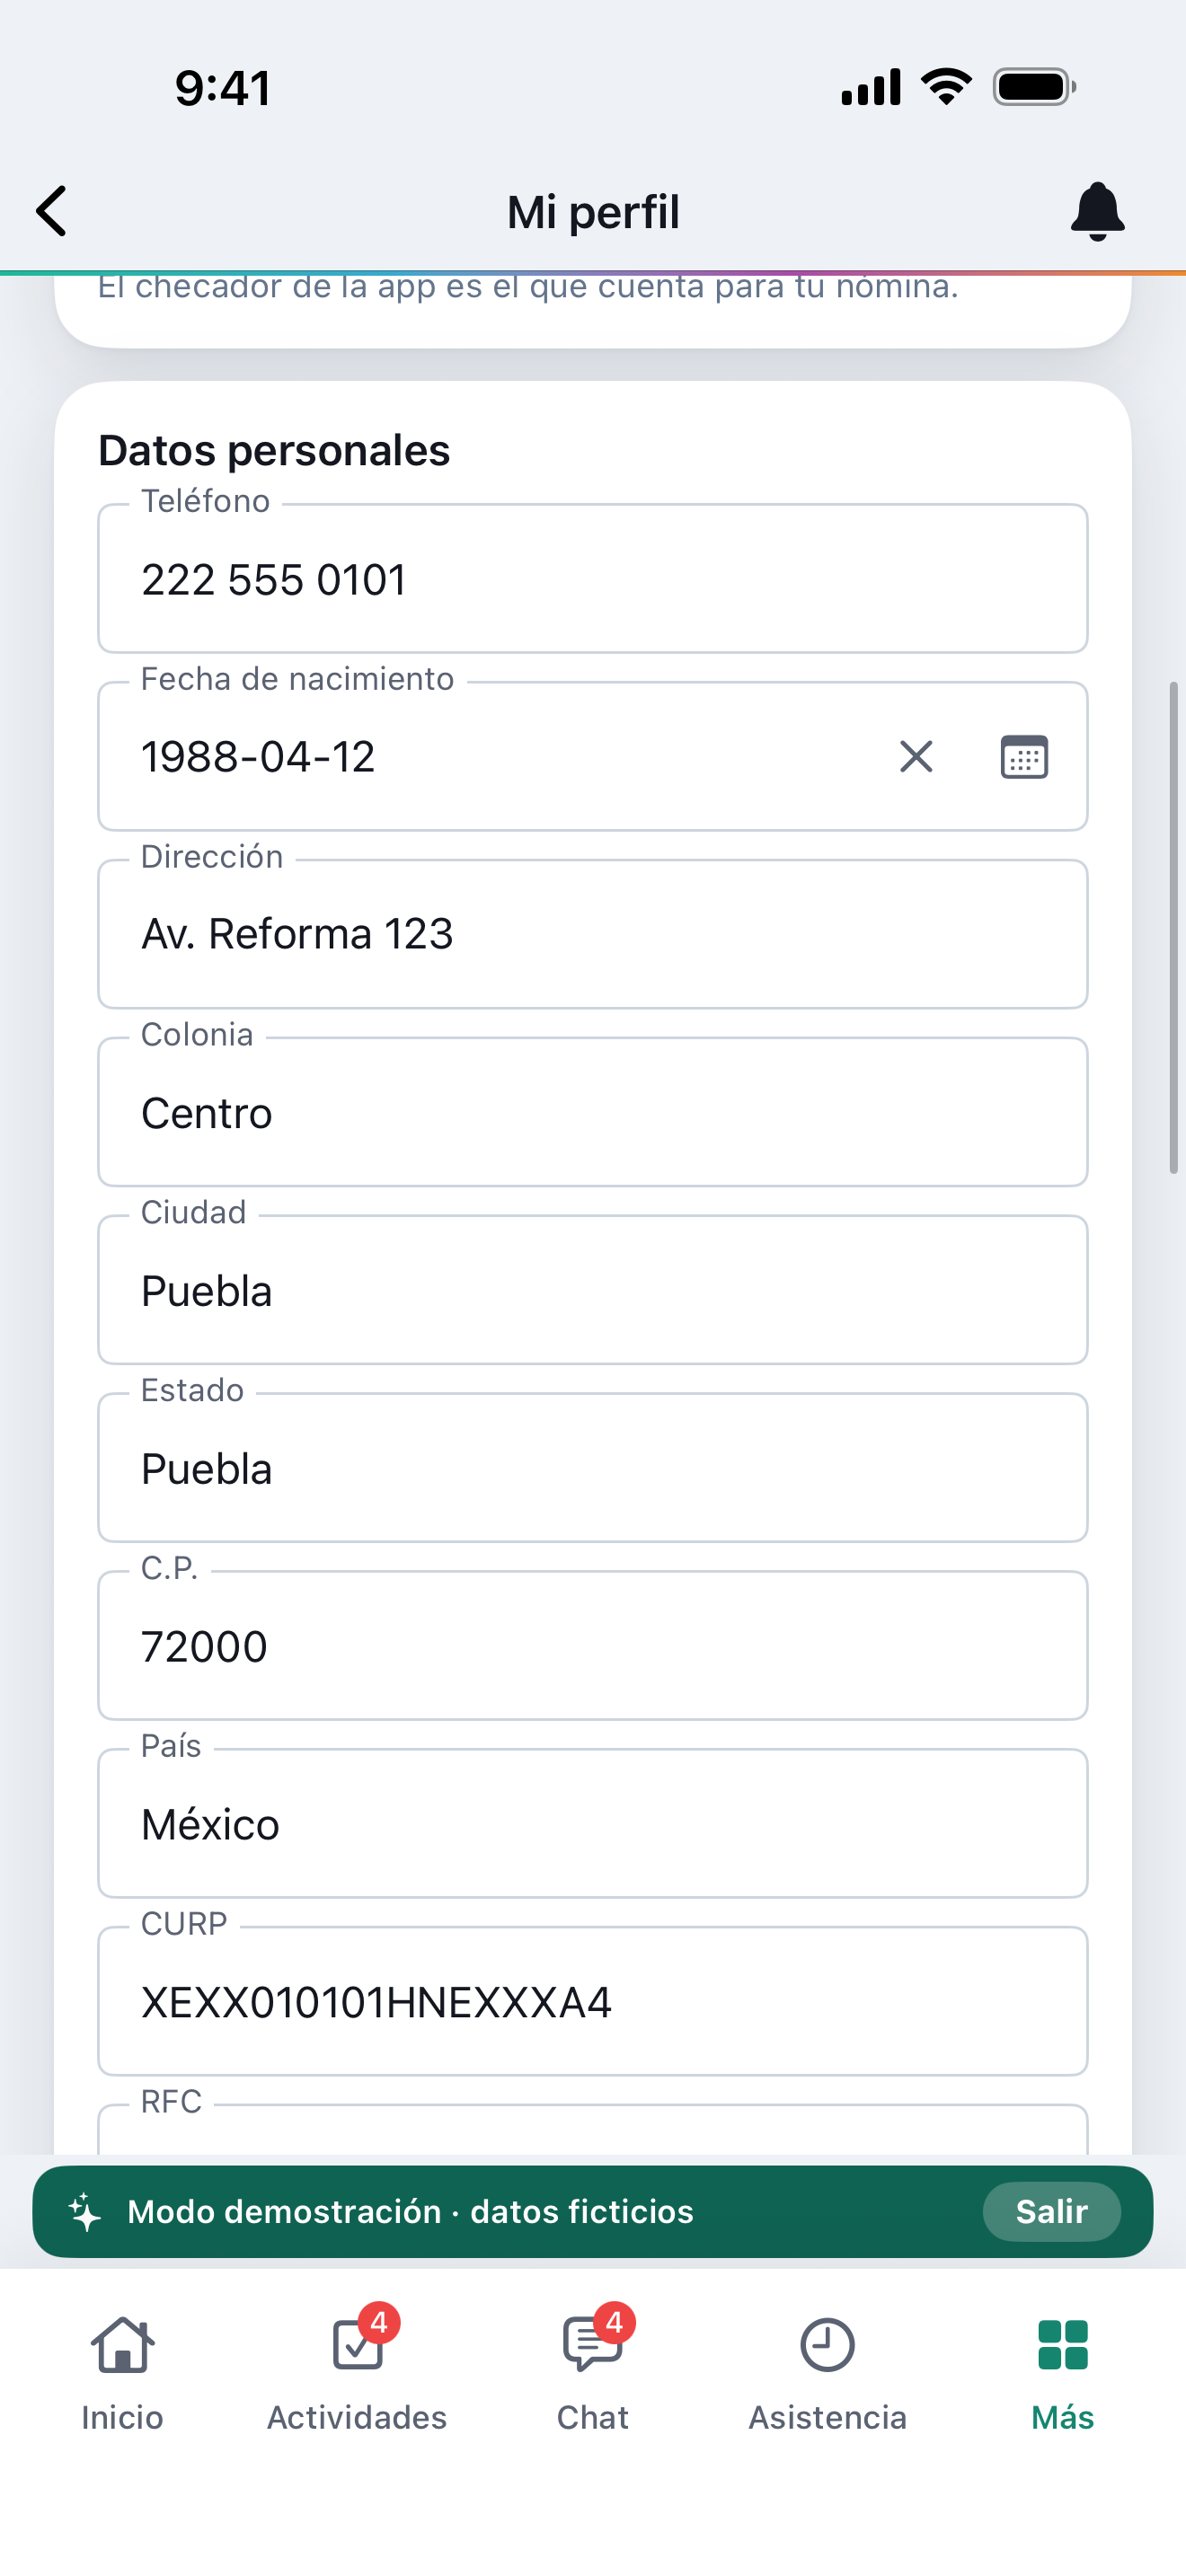 9:41
Mi perfil
El checador de la app es el que cuenta para tu nómina.
Datos personales
Teléfono
222 555 0101
Fecha de nacimiento
1988-04-12
Dirección
Av. Reforma 123
Colonia
Centro
Ciudad
Puebla
Estado
Puebla
C.P.
72000
País
México
CURP
XEXX010101HNEXXXA4
RFC
Modo demostración · datos ficticios
Salir
4
4
Inicio
Actividades
Chat
Asistencia
Más